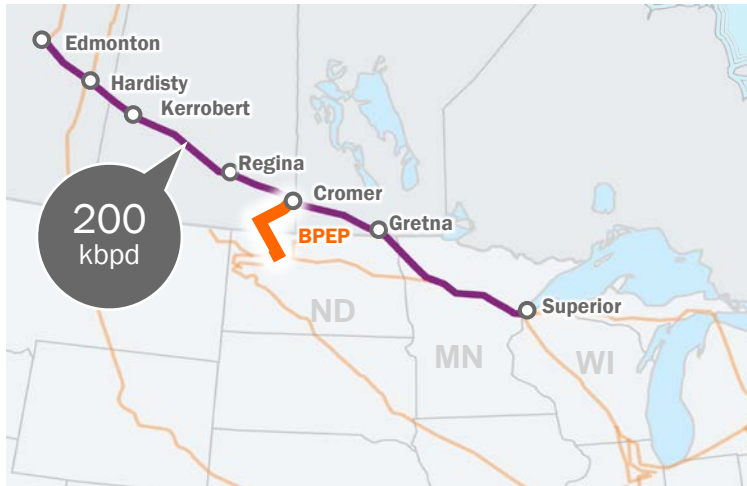 Edmonton
Hardisty
Kerrobert
Regina
200
kbpd
Cromer
BPEP
Gretna
Superior
ND
MN
WI